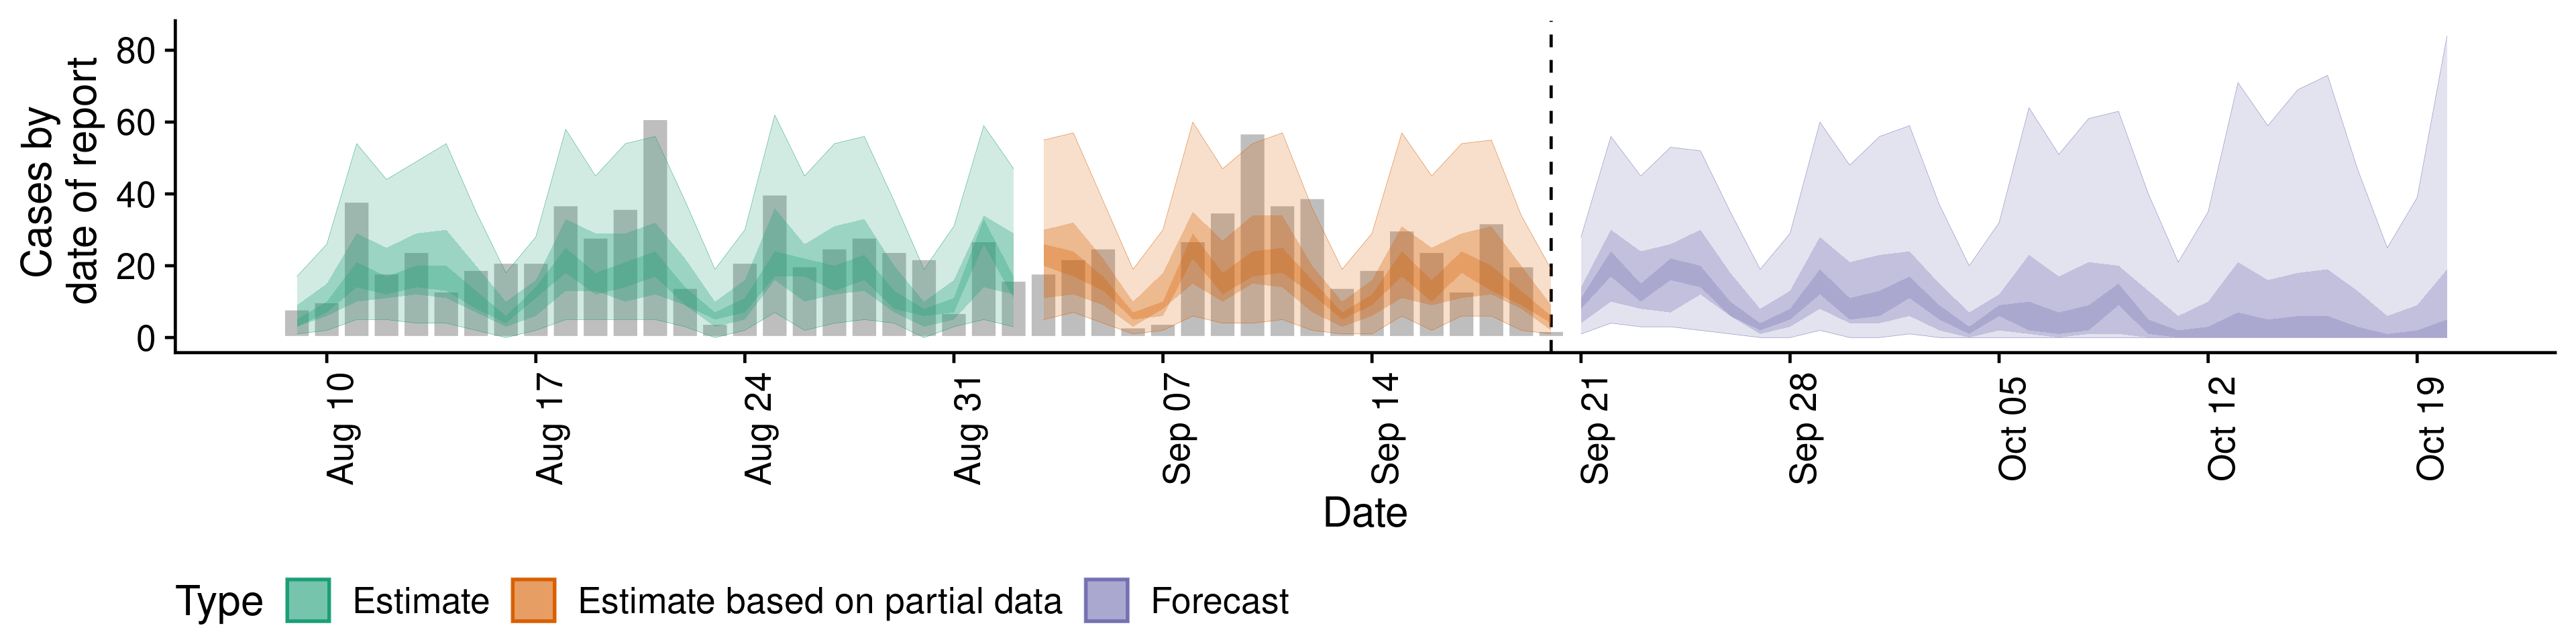 Cases by
date of report
80
60
40
20
0
Aug 10
Aug 17
Aug 24
Aug 31
Sep 07
Sep 14
Sep 21
Sep 28
Oct 05
Oct 12
Oct 19
Date
Type Estimate Estimate based on partial data Forecast